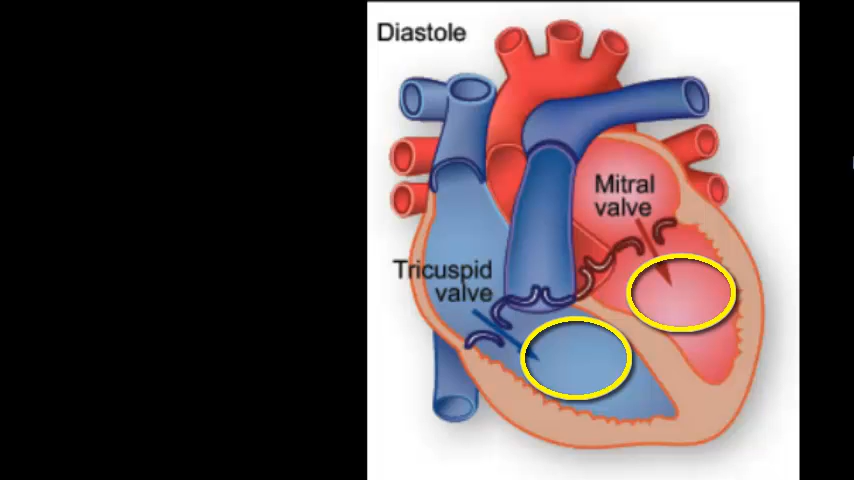 Diastole
Mitral
valve
Tricuspid
valve